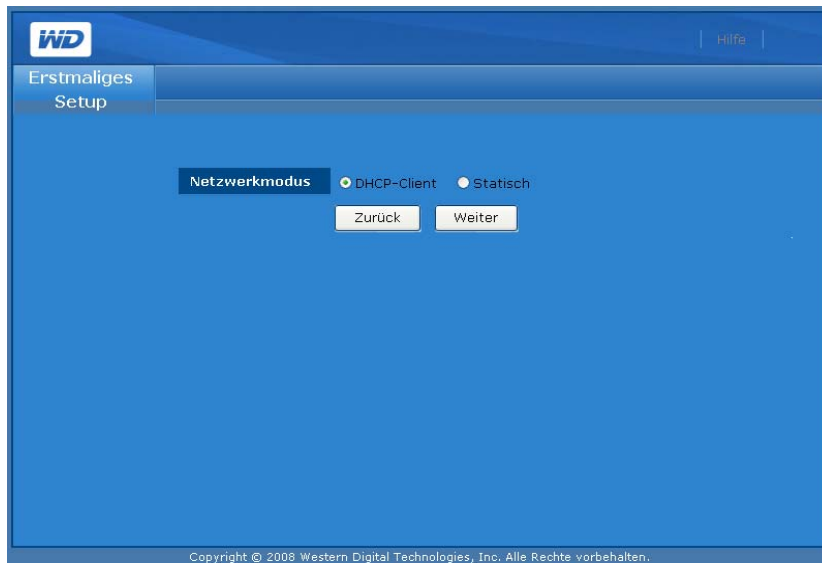 WD
Hilfe
Erstmaliges
Setup
Netzwerkmodus DHCP-Client Statisch
Zurück Weiter
Copyright © 2008 Western Digital Technologies, Inc. Alle Rechte vorbehalten.